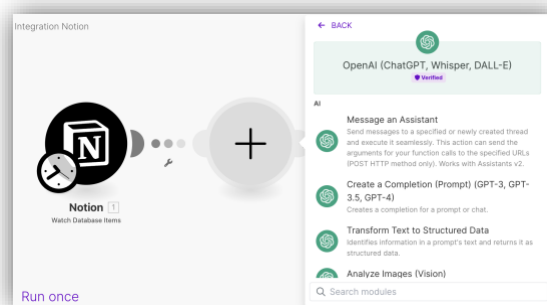 Integration Notion
BACK
OpenAI (ChatGPT, Whisper, DALL-E)
Verified
AI
Message an Assistant
Send messages to a specified or newly created thread
and execute it seamlessly. This action can send the
arguments for your function calls to the specified URLs
(POST HTTP method only). Works with Assistants v2.
Create a Completion (Prompt) (GPT-3, GPT-
3.5, GPT-4)
Creates a completion for a prompt or chat.
Transform Text to Structured Data
Identifies information in a prompt's text and returns it as
structured data.
Analyze Images (Vision)
Search modules
N
Notion 1
Watch Database Items
Run once